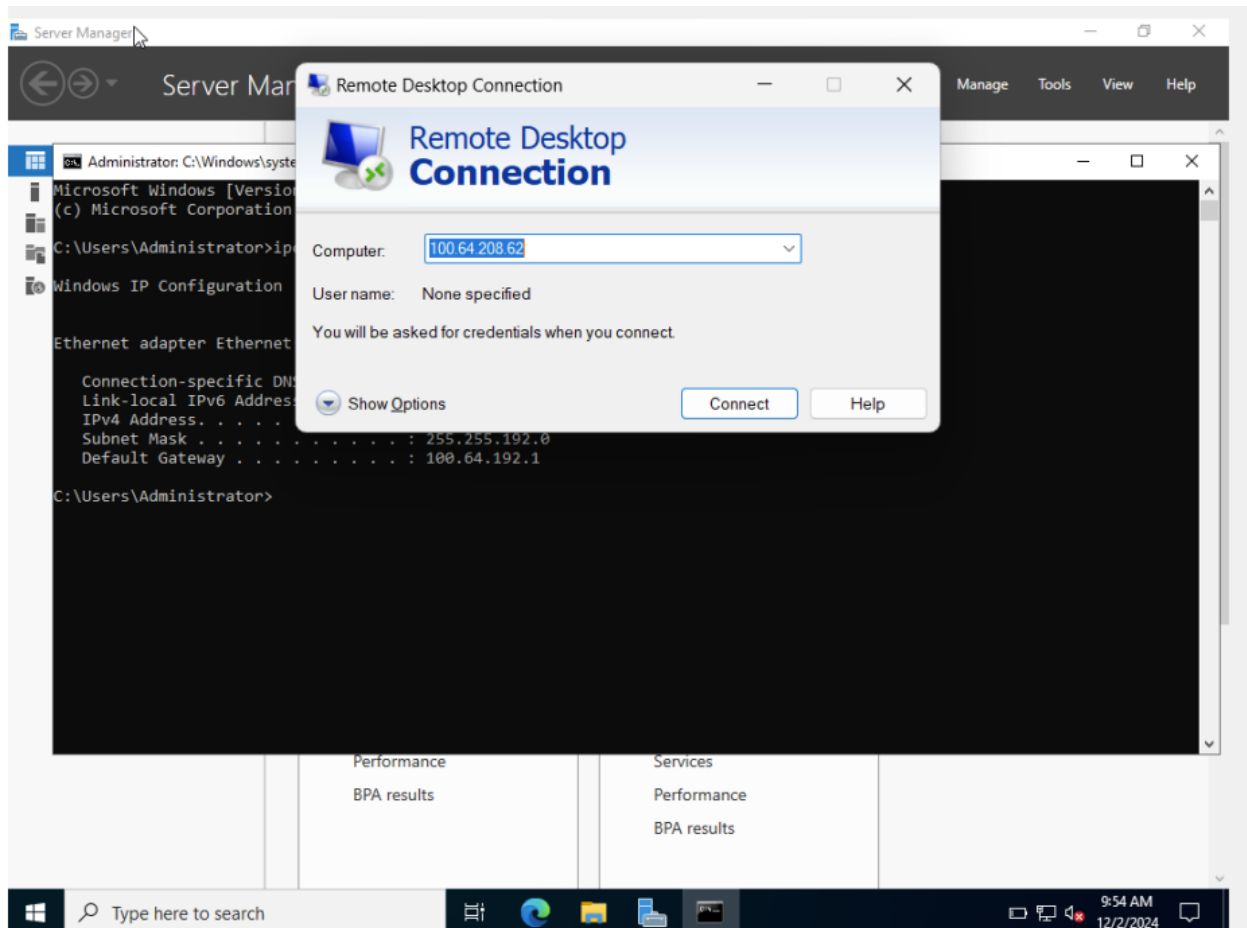 Server Manager
Server Mar
Manage Tools View Help
Remote Desktop Connection
Remote Desktop
Connection
Computer: 100.64.208.62
User name: None specified
You will be asked for credentials when you connect.
Show Options
Connect
Help
Administrator: C:\Windows\syste
Microsoft Windows [Version
(c) Microsoft Corporation
C:\Users\Administrator>ip
Windows IP Configuration
Ethernet adapter Ethernet
Connection-specific DNS
Link-local IPv6 Address
IPv4 Address. . . . .
Subnet Mask . . . . . . . . . . . : 255.255.192.0
Default Gateway . . . . . . . . . : 100.64.192.1
C:\Users\Administrator>
Performance
BPA results
Services
Performance
BPA results
Type here to search
9:54 AM
12/2/2024